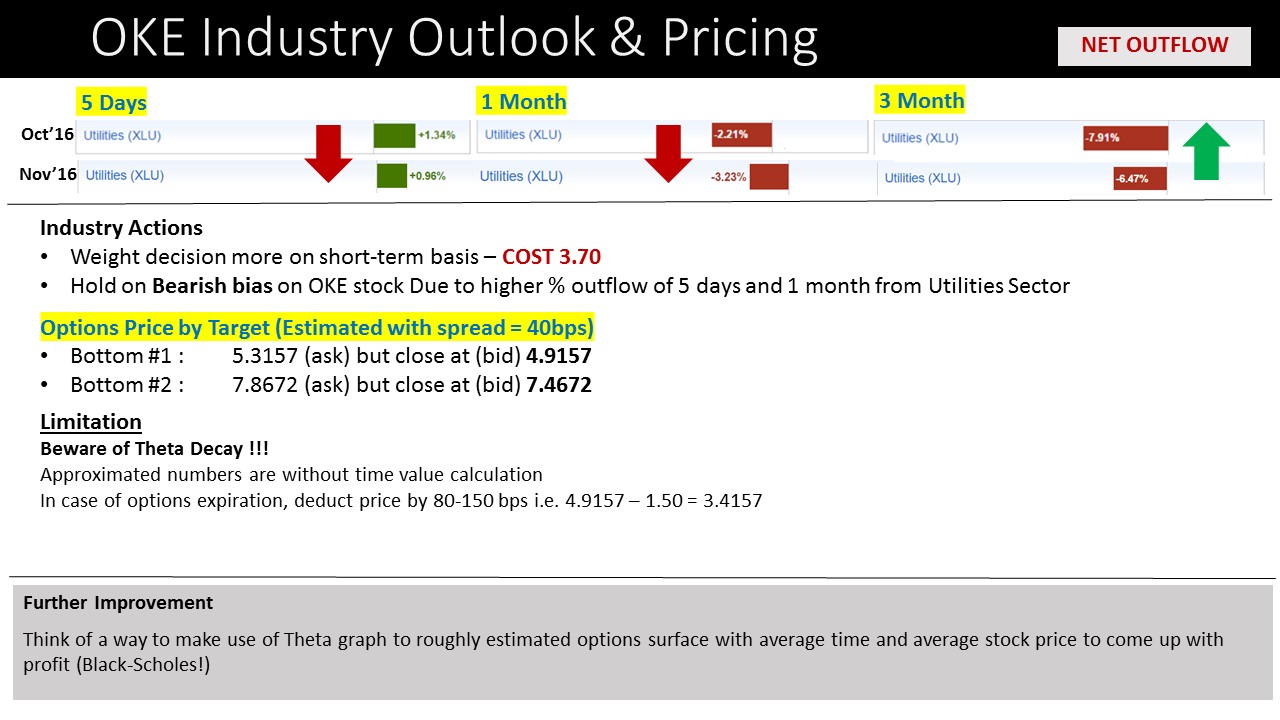 OKE Industry Outlook & Pricing
NET OUTFLOW
5 Days
1 Month
3 Month
Oct’16 Utilities (XLU) +1.34% Utilities (XLU) -2.21% Utilities (XLU) -7.91%
Nov’16 Utilities (XLU) +0.96% Utilities (XLU) -3.23% Utilities (XLU) -6.47%
Industry Actions
• Weight decision more on short-term basis – COST 3.70
• Hold on Bearish bias on OKE stock Due to higher % outflow of 5 days and 1 month from Utilities Sector
Options Price by Target (Estimated with spread = 40bps)
• Bottom #1 : 5.3157 (ask) but close at (bid) 4.9157
• Bottom #2 : 7.8672 (ask) but close at (bid) 7.4672
Limitation
Beware of Theta Decay !!!
Approximated numbers are without time value calculation
In case of options expiration, deduct price by 80-150 bps i.e. 4.9157 – 1.50 = 3.4157
Further Improvement
Think of a way to make use of Theta graph to roughly estimated options surface with average time and average stock price to come up with
profit (Black-Scholes!)